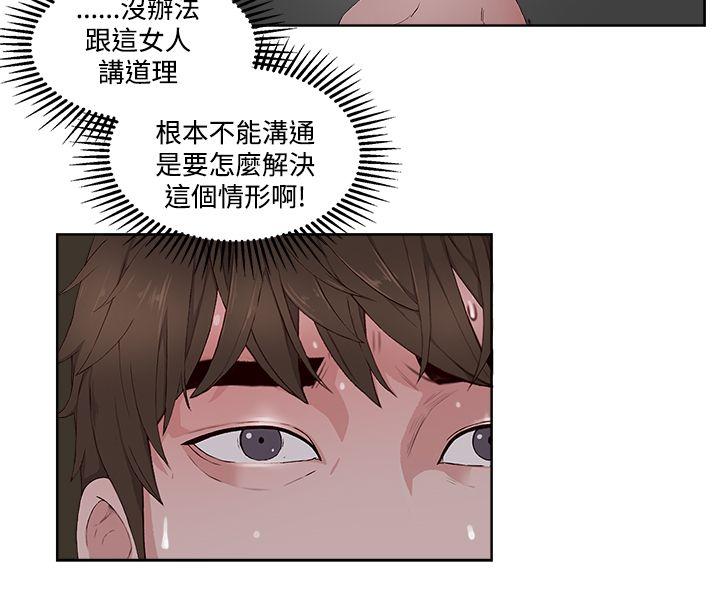 ......沒辦法
跟這女人
講道理
根本不能溝通
是要怎麼解決
這個情形啊!